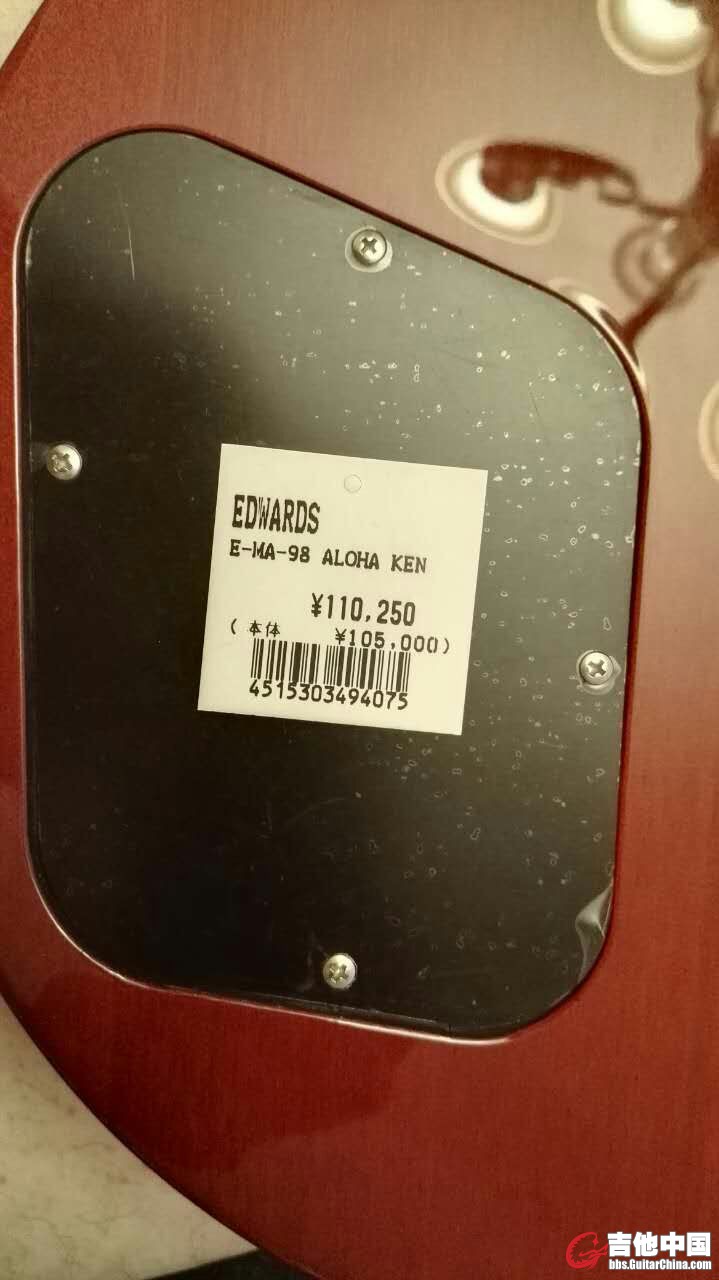 EDWARDS
E-MA-98 ALOHA KEN
¥110,250
(本体 ¥105,000)
4515303494075
吉他中国
bbs.GuitarChina.com